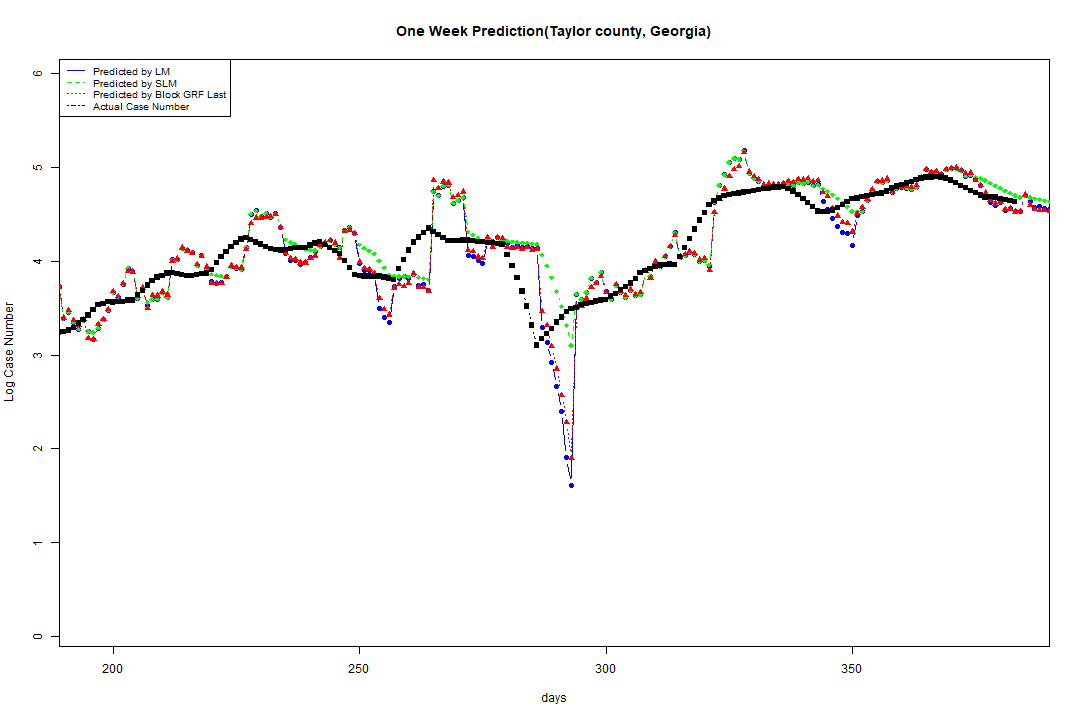 One Week Prediction(Taylor county, Georgia)
Predicted by LM
Predicted by SLM
Predicted by Block GRF Last
Actual Case Number
6
5
4
3
2
1
0
Log Case Number
200 250 300 350
days